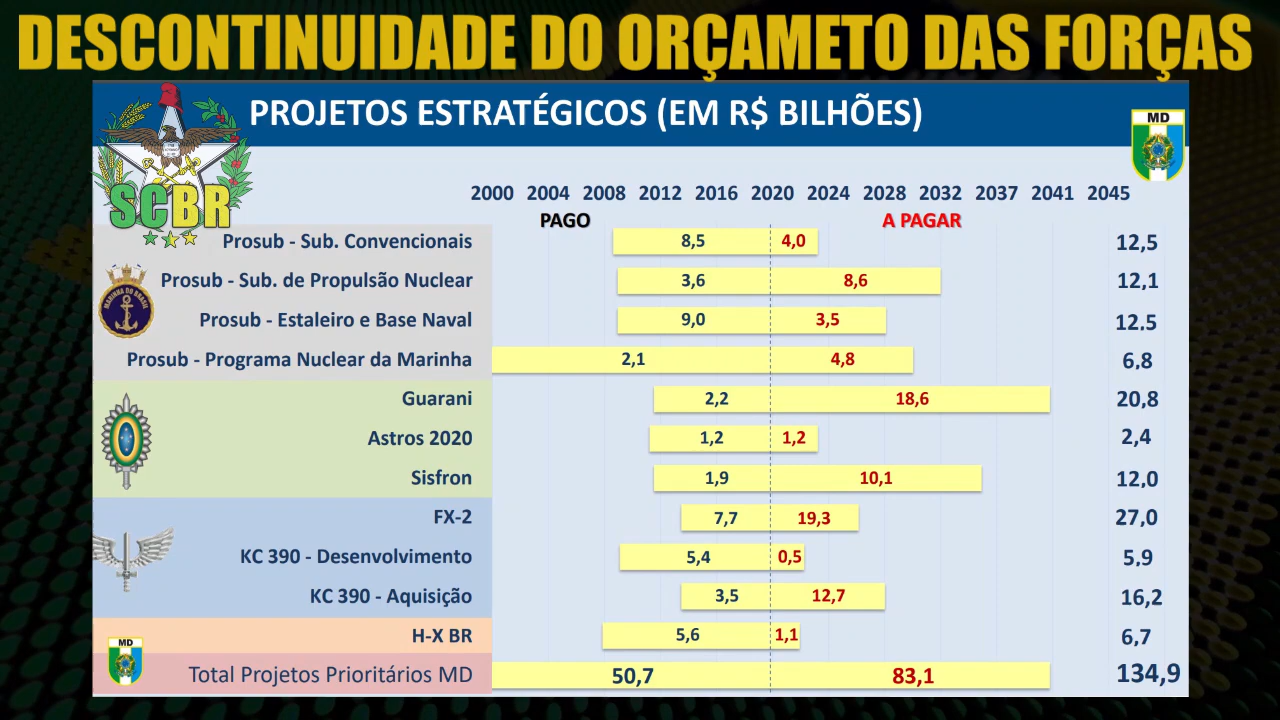 DESCONTINUIDADE DO ORÇAMETO DAS FORÇAS
PROJETOS ESTRATÉGICOS (EM R$ BILHÕES)
MD
SCBR
2000 2004 2008 2012 2016 2020 2024 2028 2032 2037 2041 2045
PAGO A PAGAR
Prosub - Sub. Convencionais 8,5 4,0 12,5
Prosub - Sub. de Propulsão Nuclear 3,6 8,6 12,1
MARINHA DO BRASIL
Prosub - Estaleiro e Base Naval 9,0 3,5 12,5
Prosub - Programa Nuclear da Marinha 2,1 4,8 6,8
Guarani 2,2 18,6 20,8
Astros 2020 1,2 1,2 2,4
Sisfron 1,9 10,1 12,0
FX-2 7,7 19,3 27,0
KC 390 - Desenvolvimento 5,4 0,5 5,9
KC 390 - Aquisição 3,5 12,7 16,2
H-X BR 5,6 1,1 6,7
MD
Total Projetos Prioritários MD 50,7 83,1 134,9